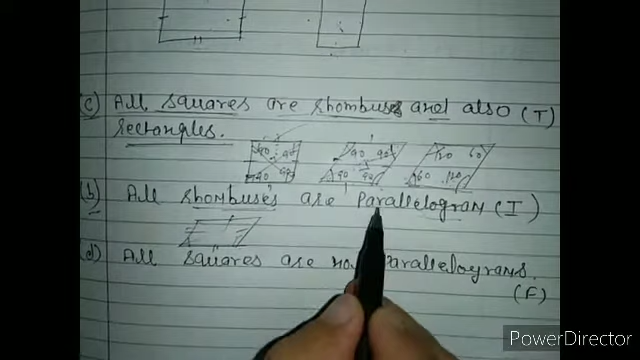 (c) All squares are rhombuses and also (T)
rectangles.
90 90
90 90
90 90
90 90
120 60
60 120
(b) All rhombuses are Parallelogram (T)
(d) All squares are not Parallelograms.
(F)
PowerDirector